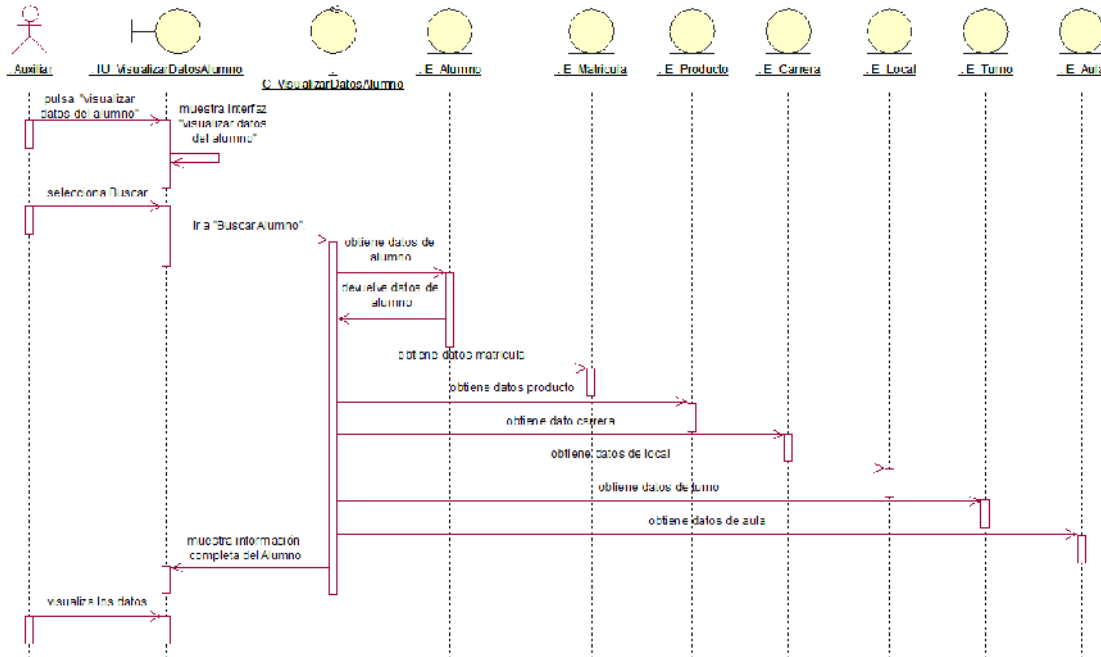 : Auxiliar
: IU_VisualizarDatosAlumno
:
C_VisualizarDatosAlumno
: E_Alumno
: E_Matricula
: E_Producto
: E_Carrera
: E_Local
: E_Turno
: E_Aula
pulsa "visualizar
datos del alumno"
muestra interfaz
"visualizar datos
del alumno"
selecciona Buscar
Ir a "Buscar Alumno".
obtiene datos de
alumno
devuelve datos de
alumno
obtiene datos matricula
obtiene datos producto
obtiene dato carrera
obtiene datos de local
obtiene datos de turno
obtiene datos de aula
muestra información
completa del Alumno
visualiza los datos